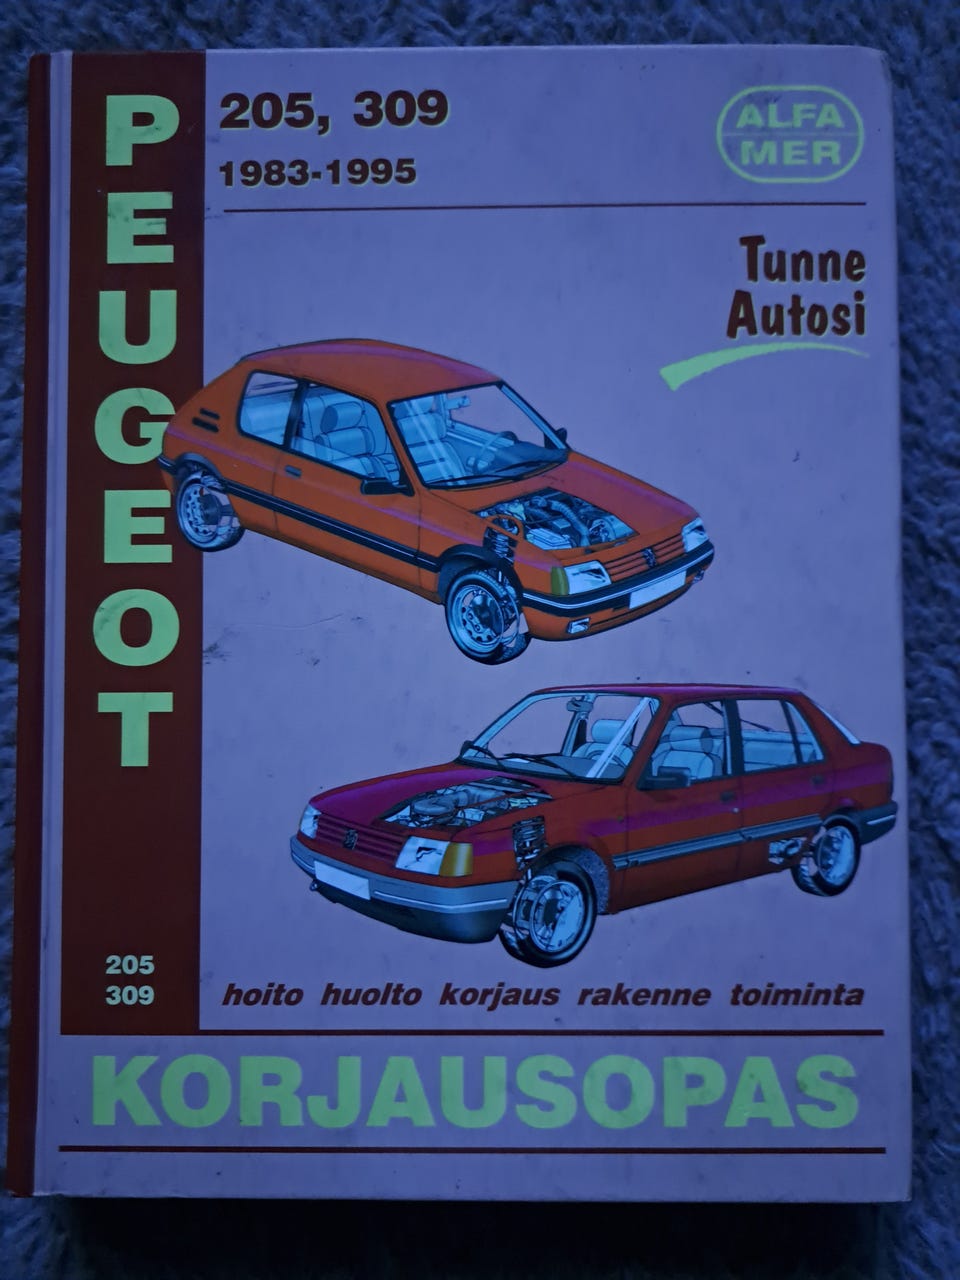 PEUGEOT
205, 309
1983-1995
ALFA
MER
Tunne
Autosi
205
309
hoito huolto korjaus rakenne toiminta
KORJAUSOPAS